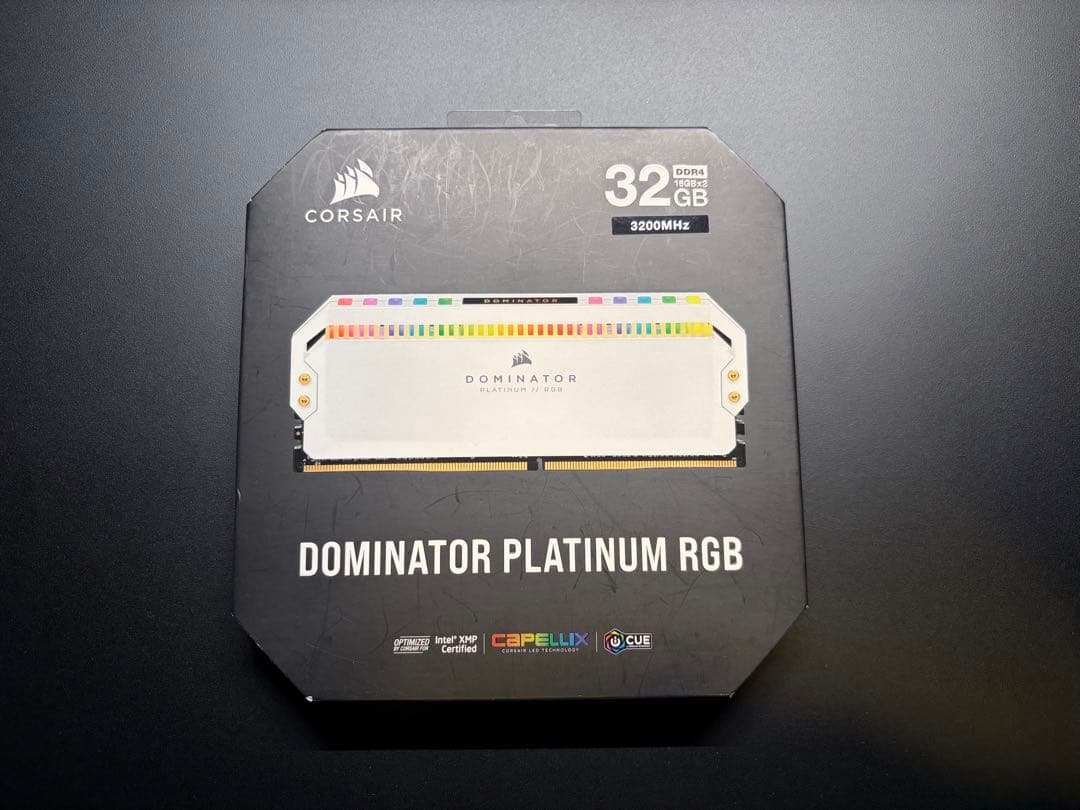 CORSAIR
32 GB
DDR4
16GBx2
3200MHz
DOMINATOR
DOMINATOR
PLATINUM // RGB
DOMINATOR PLATINUM RGB
OPTIMIZED
BY CORSAIR FOR
Intel® XMP
Certified
CAPELLIX
CORSAIR LED TECHNOLOGY
CUE